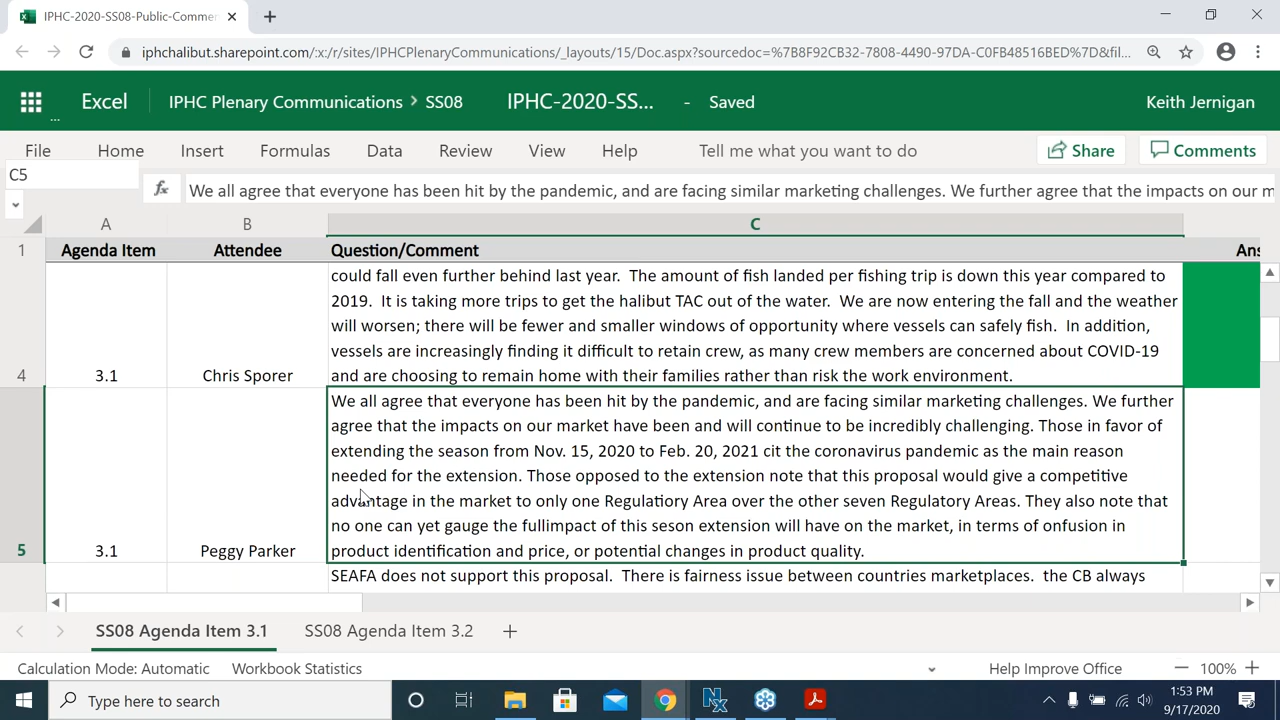 IPHC-2020-SS08-Public-Commen
iphchalibut.sharepoint.com/:x:/r/sites/IPHCPlenaryCommunications/_layouts/15/Doc.aspx?sourcedoc=%7B8F92CB32-7808-4490-97DA-C0FB48516BED%7D&fil...
Excel IPHC Plenary Communications > SS08 IPHC-2020-SS... - Saved Keith Jernigan
File Home Insert Formulas Data Review View Help Tell me what you want to do Share Comments
C5 fx We all agree that everyone has been hit by the pandemic, and are facing similar marketing challenges. We further agree that the impacts on our m
A B C
1 Agenda Item Attendee Question/Comment Ans
could fall even further behind last year. The amount of fish landed per fishing trip is down this year compared to
2019. It is taking more trips to get the halibut TAC out of the water. We are now entering the fall and the weather
will worsen; there will be fewer and smaller windows of opportunity where vessels can safely fish. In addition,
vessels are increasingly finding it difficult to retain crew, as many crew members are concerned about COVID-19
4 3.1 Chris Sporer and are choosing to remain home with their families rather than risk the work environment.
We all agree that everyone has been hit by the pandemic, and are facing similar marketing challenges. We further
agree that the impacts on our market have been and will continue to be incredibly challenging. Those in favor of
extending the season from Nov. 15, 2020 to Feb. 20, 2021 cit the coronavirus pandemic as the main reason
needed for the extension. Those opposed to the extension note that this proposal would give a competitive
advantage in the market to only one Regulatiory Area over the other seven Regulatory Areas. They also note that
no one can yet gauge the fullimpact of this seson extension will have on the market, in terms of onfusion in
5 3.1 Peggy Parker product identification and price, or potential changes in product quality.
SEAFA does not support this proposal. There is fairness issue between countries marketplaces. the CB always
SS08 Agenda Item 3.1 SS08 Agenda Item 3.2
Calculation Mode: Automatic Workbook Statistics Help Improve Office 100%
Type here to search 1:53 PM
9/17/2020